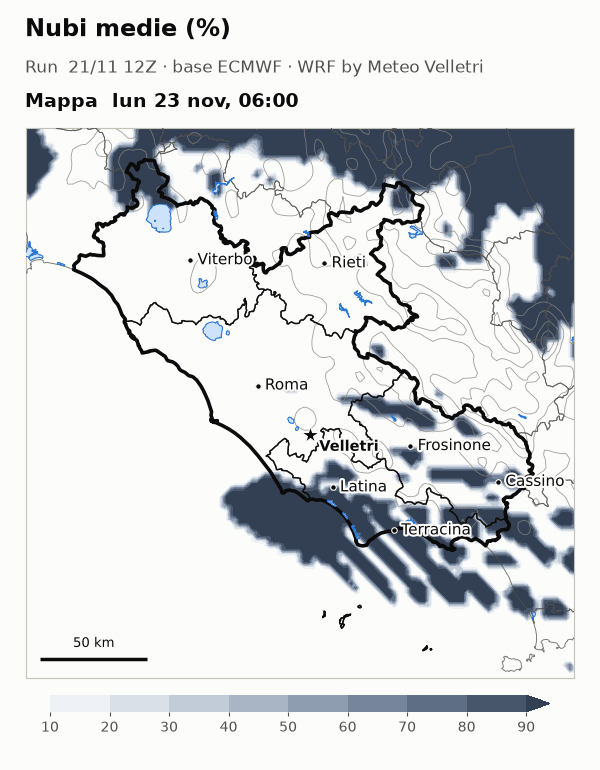 Nubi medie (%)
Run  21/11 12Z · base ECMWF · WRF by Meteo Velletri
Mappa  lun 23 nov, 06:00
Viterbo
Rieti
Roma
Velletri
Frosinone
Latina
Cassino
Terracina
50 km
10 20 30 40 50 60 70 80 90